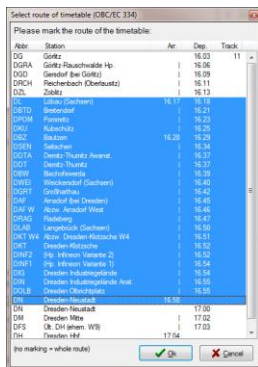 Select route of timetable (OBC/EC 334)
Please mark the route of the timetable:
Abbr. Station Arr. Dep. Track
DG Görlitz 16.03 11
DGRA Görlitz-Rauschwalde Hp. | 16.06
DGD Gersdorf (bei Görlitz) | 16.09
DRCH Reichenbach (Oberlausitz) | 16.11
DZL Zoblitz | 16.13
DL Löbau (Sachsen) 16.17 16.18
DBTD Breitendorf | 16.21
DPOM Pommritz | 16.23
DKU Kubschütz | 16.25
DBZ Bautzen 16.28 16.29
DSEN Seitschen | 16.34
DDTA Demitz-Thumitz Awanst. | 16.37
DDT Demitz-Thumitz | 16.37
DBW Bischofswerda | 16.39
DWEI Weickersdorf (Sachsen) | 16.40
DGRT Großharthau | 16.42
DAF Arnsdorf (bei Dresden) | 16.45
DAF W Abzw. Arnsdorf West | 16.46
DRAG Radeberg | 16.47
DLAB Langebrück (Sachsen) | 16.50
DKT W4 Abzw. Dresden-Klotzsche W4 | 16.51
DKT Dresden-Klotzsche | 16.52
DINF2 (Hp. Infineon Variante 2) | 16.52
DINF1 (Hp. Infineon Variante 1) | 16.54
DIG Dresden Industriegelände | 16.54
DIN Dresden Industriegelände Anst. | 16.55
DOLB Dresden Olbrichtplatz | 16.55
DN Dresden-Neustadt 16.58
DN Dresden-Neustadt 17.00
DM Dresden Mitte | 17.02
DFS Üst. DH (ehem. W9) | 17.03
DH Dresden Hbf 17.04
(no marking = whole route)
Ok
Cancel